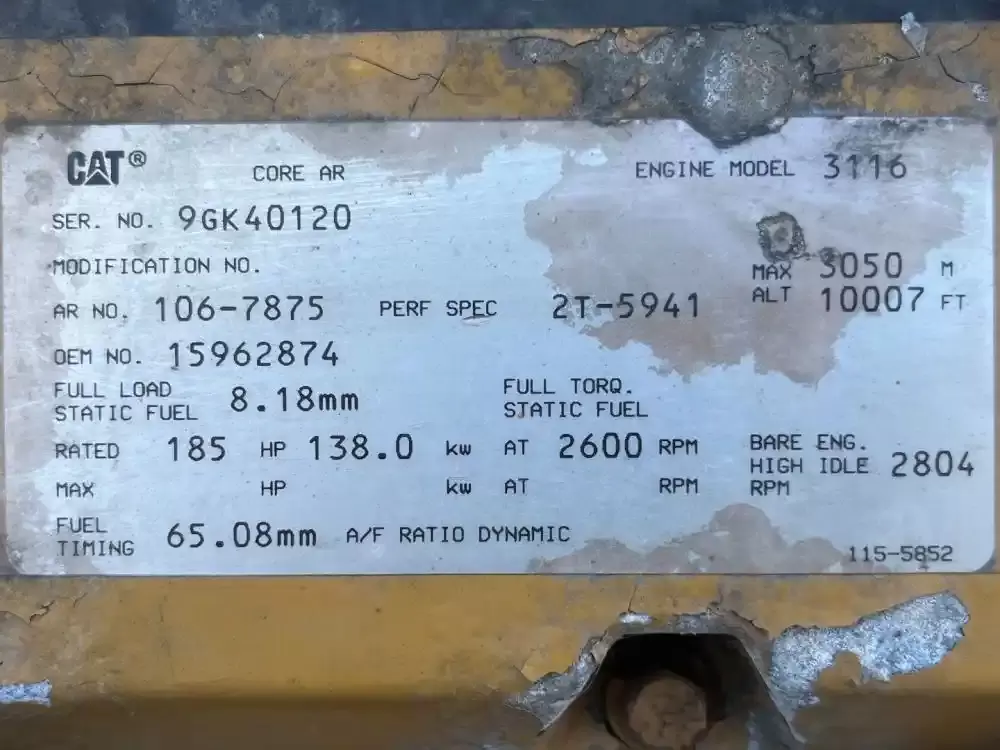 CAT® CORE AR ENGINE MODEL 3116
SER. NO. 9GK40120
MODIFICATION NO.
MAX ALT 3050 M
10007 FT
AR NO. 106-7875 PERF SPEC 2T-5941
OEM NO. 15962874
FULL LOAD STATIC FUEL 8.18mm FULL TORQ. STATIC FUEL
RATED 185 HP 138.0 kw AT 2600 RPM
BARE ENG. HIGH IDLE RPM 2804
MAX HP kw AT RPM
FUEL TIMING 65.08mm A/F RATIO DYNAMIC
115-5852